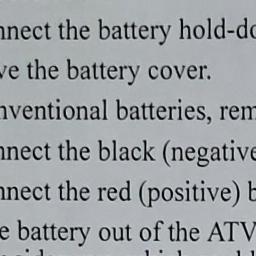 nnect the battery hold-do
ve the battery cover.
nventional batteries, rem
nnect the black (negative
nnect the red (positive) b
e battery out of the ATV